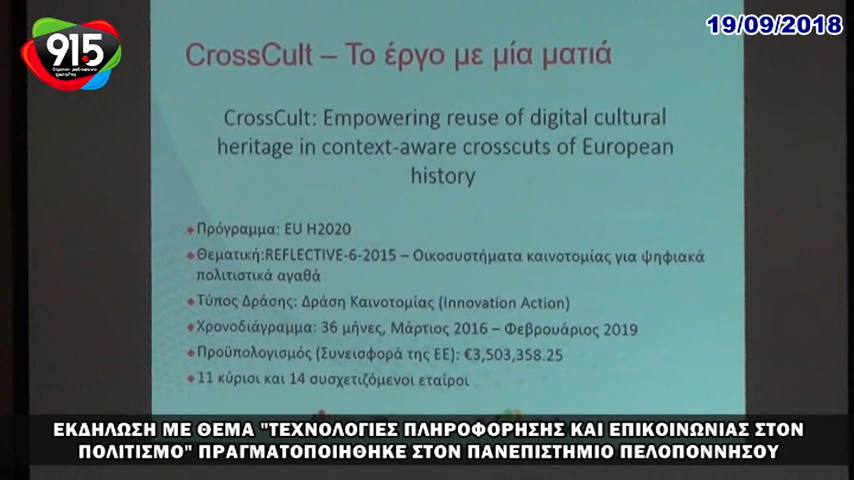 915
19/09/2018
CrossCult – Το έργο με μία ματιά
CrossCult: Empowering reuse of digital cultural
heritage in context-aware crosscuts of European
history
Πρόγραμμα: EU H2020
Θεματική:REFLECTIVE-6-2015 – Οικοσυστήματα καινοτομίας για ψηφιακά
πολιτιστικά αγαθά
Τύπος Δράσης: Δράση Καινοτομίας (Innovation Action)
Χρονοδιάγραμμα: 36 μήνες, Μάρτιος 2016 – Φεβρουάριος 2019
Προϋπολογισμός (Συνεισφορά της ΕΕ): €3,503,358.25
11 κύριοι και 14 συσχετιζόμενοι εταίροι
ΕΚΔΗΛΩΣΗ ΜΕ ΘΕΜΑ "ΤΕΧΝΟΛΟΓΙΕΣ ΠΛΗΡΟΦΟΡΗΣΗΣ ΚΑΙ ΕΠΙΚΟΙΝΩΝΙΑΣ ΣΤΟΝ
ΠΟΛΙΤΙΣΜΟ" ΠΡΑΓΜΑΤΟΠΟΙΗΘΗΚΕ ΣΤΟΝ ΠΑΝΕΠΙΣΤΗΜΙΟ ΠΕΛΟΠΟΝΝΗΣΟΥ